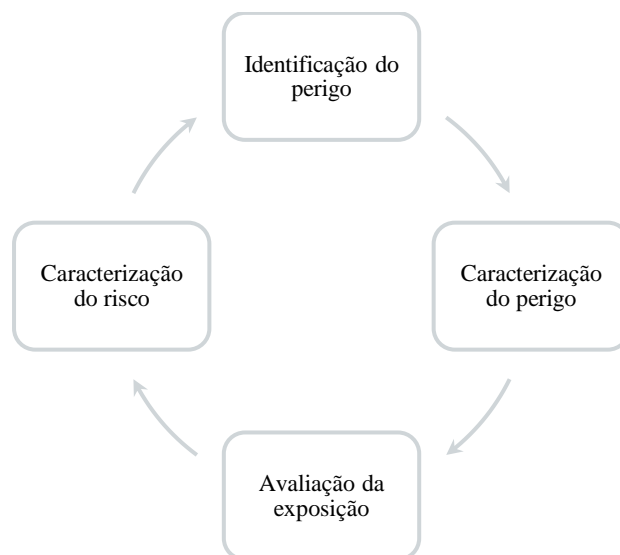 Identificação do
perigo
Caracterização
do perigo
Avaliação da
exposição
Caracterização
do risco